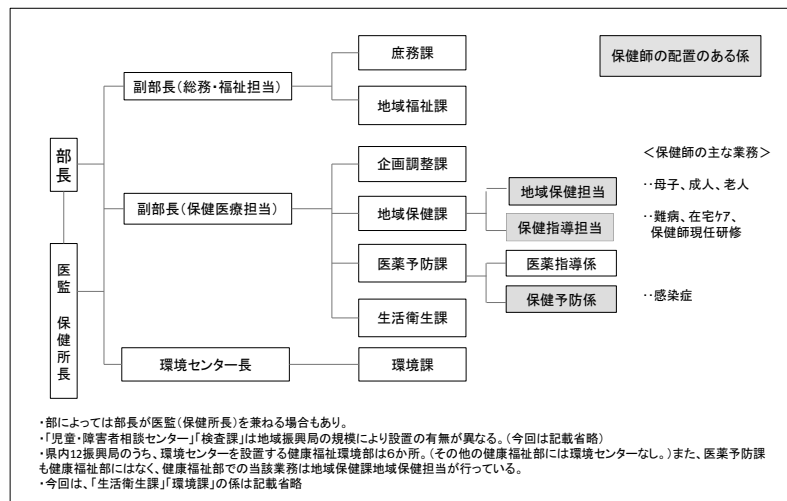 庶務課
保健師の配置のある係
副部長(総務・福祉担当)
地域福祉課
部長
<保健師の主な業務>
企画調整課
地域保健担当
‥母子、成人、老人
副部長(保健医療担当)
地域保健課
保健指導担当
‥難病、在宅ケア、
保健師現任研修
医薬予防課
医薬指導係
保健予防係
‥感染症
医監 保健所長
生活衛生課
環境センター長
環境課
・部によっては部長が医監(保健所長)を兼ねる場合もあり。
・「児童・障害者相談センター」「検査課」は地域振興局の規模により設置の有無が異なる。(今回は記載省略)
・県内12振興局のうち、環境センターを設置する健康福祉環境部は6か所。(その他の健康福祉部には環境センターなし。)また、医薬予防課
も健康福祉部にはなく、健康福祉部での当該業務は地域保健課地域保健担当が行っている。
・今回は、「生活衛生課」「環境課」の係は記載省略